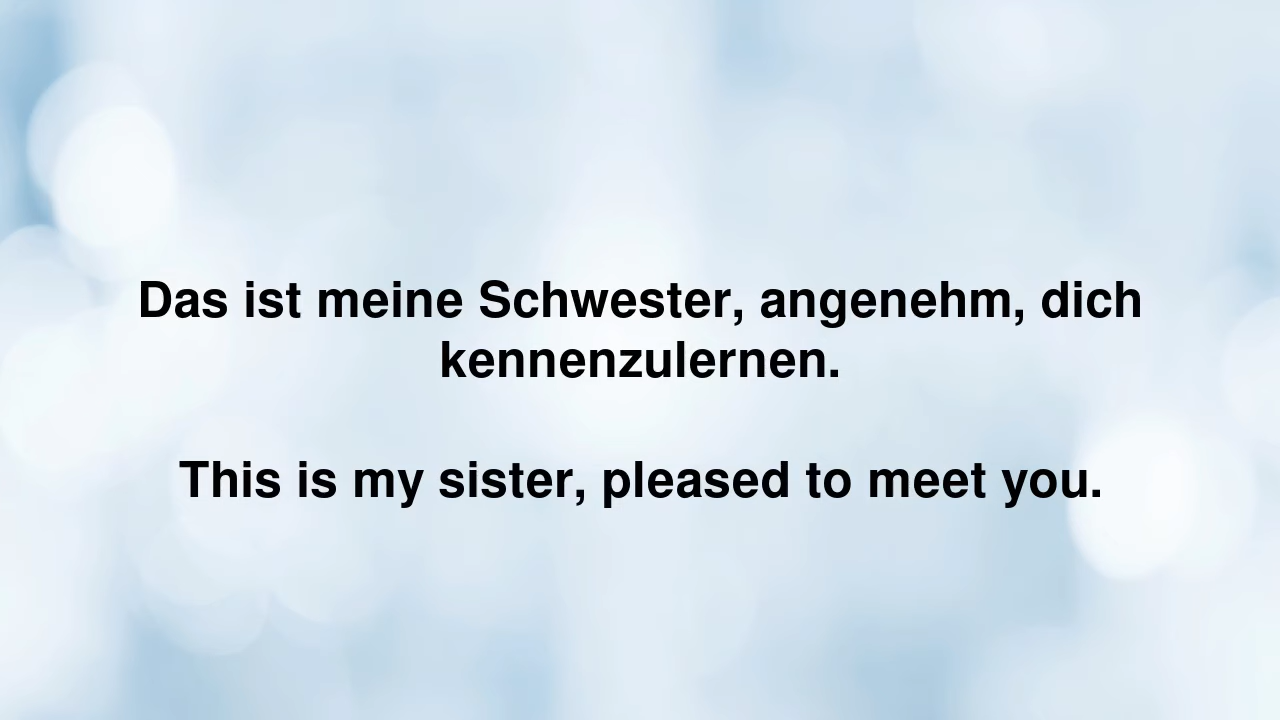 Das ist meine Schwester, angenehm, dich
kennenzulernen.
This is my sister, pleased to meet you.